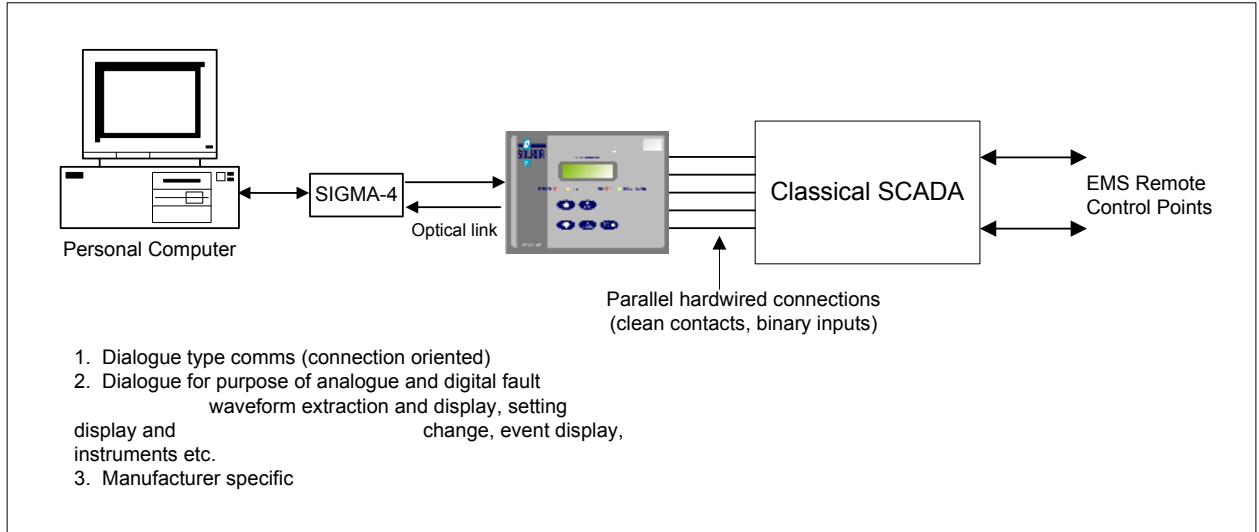 SIGMA-4
Optical link
Personal Computer
Classical SCADA
EMS Remote
Control Points
Parallel hardwired connections
(clean contacts, binary inputs)
1. Dialogue type comms (connection oriented)
2. Dialogue for purpose of analogue and digital fault
waveform extraction and display, setting
display and change, event display,
instruments etc.
3. Manufacturer specific